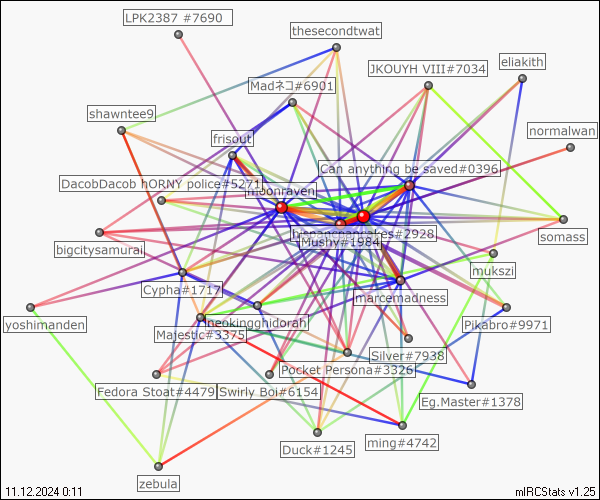 LPK2387 #7690
thesecondtwat
eliakith
JKOUYH VIII#7034
Madネコ#6901
shawntee9
normalwan
frisout
Can anything be saved#0396
DacobDacob hORNY police#5271
moonraven
somass
Mushy#1984
bigcitysamurai
mukszi
Cypha#1717
marcemadness
yoshimanden
neokinghidorah
Pikabro#9971
Majestic#3375
Silver#7938
Pocket Persona#3326
Fedora Stoat#4479
Swirly Boi#6154
Eg.Master#1378
Duck#1245
ming#4742
zebula
11.12.2024 0:11
mIRCStats v1.25